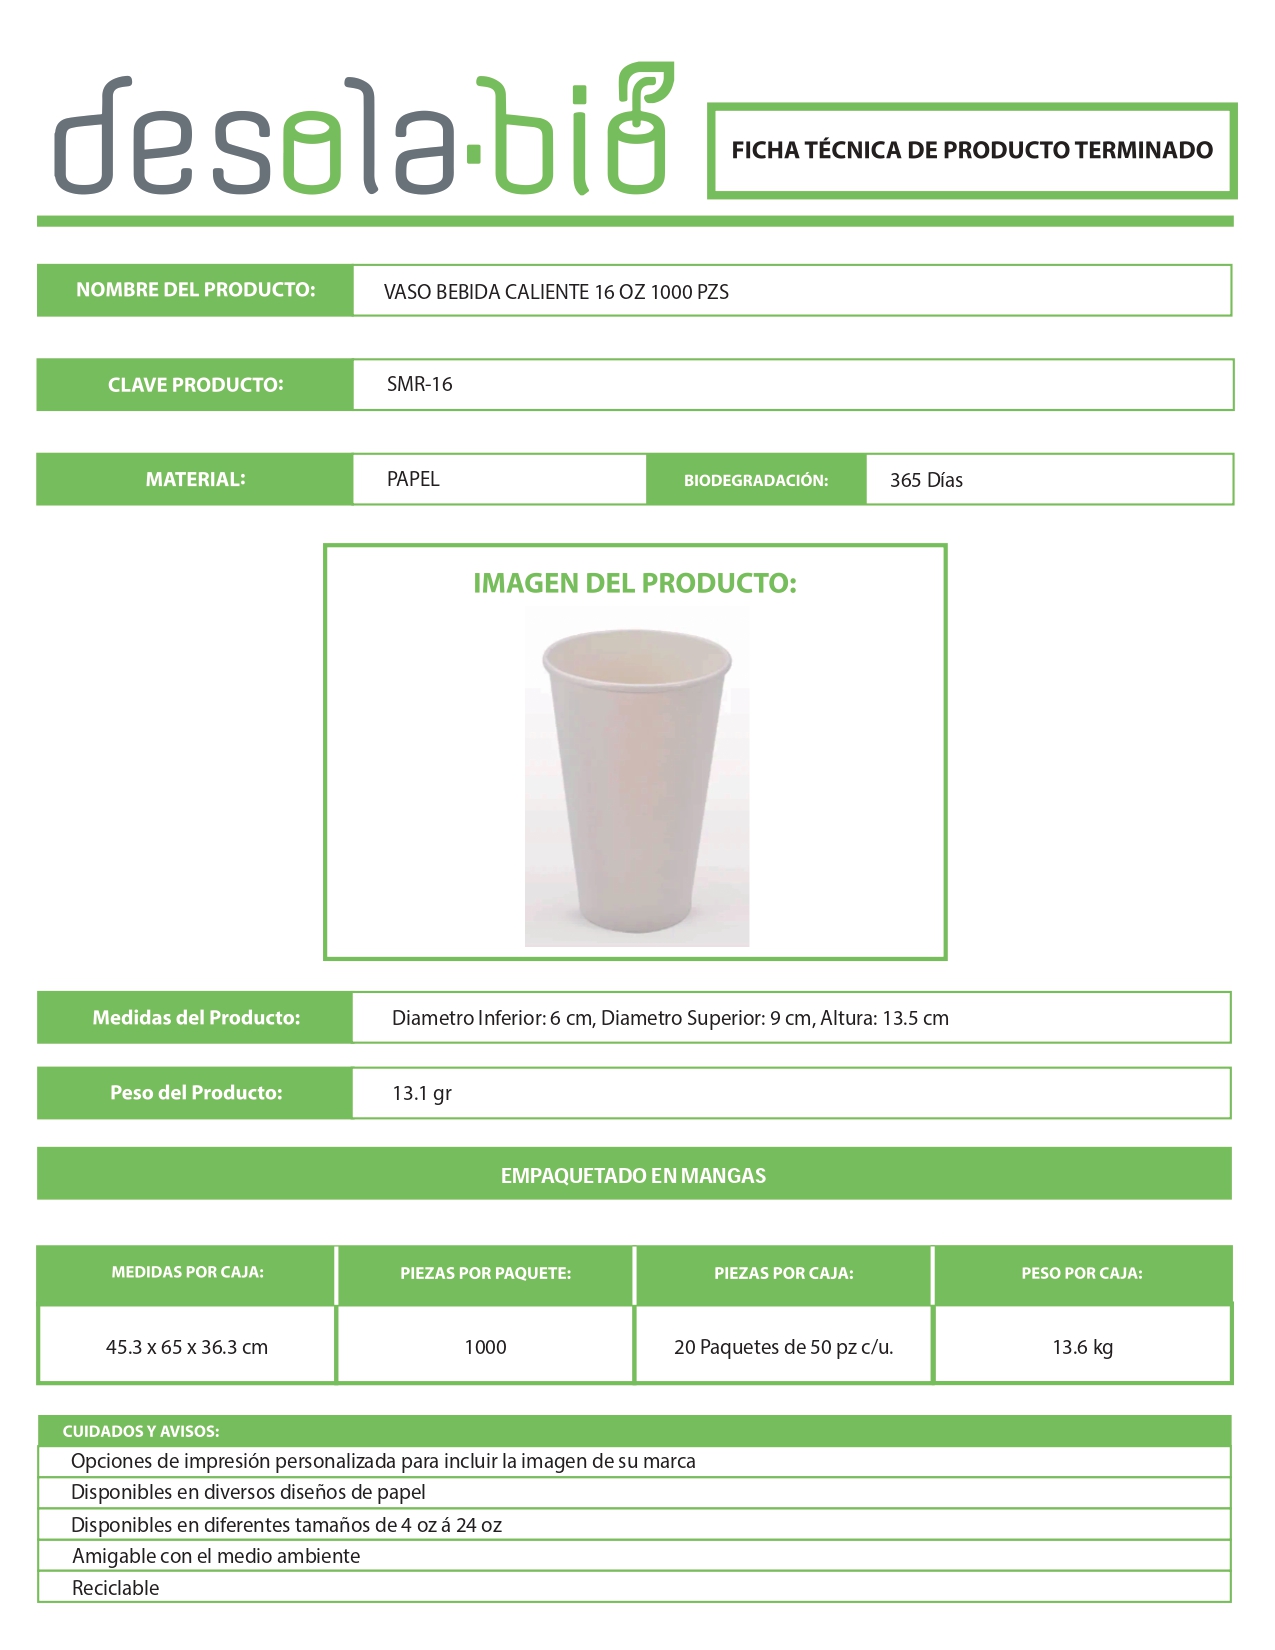 desola.bio
FICHA TÉCNICA DE PRODUCTO TERMINADO
NOMBRE DEL PRODUCTO: VASO BEBIDA CALIENTE 16 OZ 1000 PZS
CLAVE PRODUCTO: SMR-16
MATERIAL: PAPEL BIODEGRADACIÓN: 365 Días
IMAGEN DEL PRODUCTO:
Medidas del Producto: Diametro Inferior: 6 cm, Diametro Superior: 9 cm, Altura: 13.5 cm
Peso del Producto: 13.1 gr
EMPAQUETADO EN MANGAS
MEDIDAS POR CAJA: PIEZAS POR PAQUETE: PIEZAS POR CAJA: PESO POR CAJA:
45.3 x 65 x 36.3 cm 1000 20 Paquetes de 50 pz c/u. 13.6 kg
CUIDADOS Y AVISOS:
Opciones de impresión personalizada para incluir la imagen de su marca
Disponibles en diversos diseños de papel
Disponibles en diferentes tamaños de 4 oz á 24 oz
Amigable con el medio ambiente
Reciclable